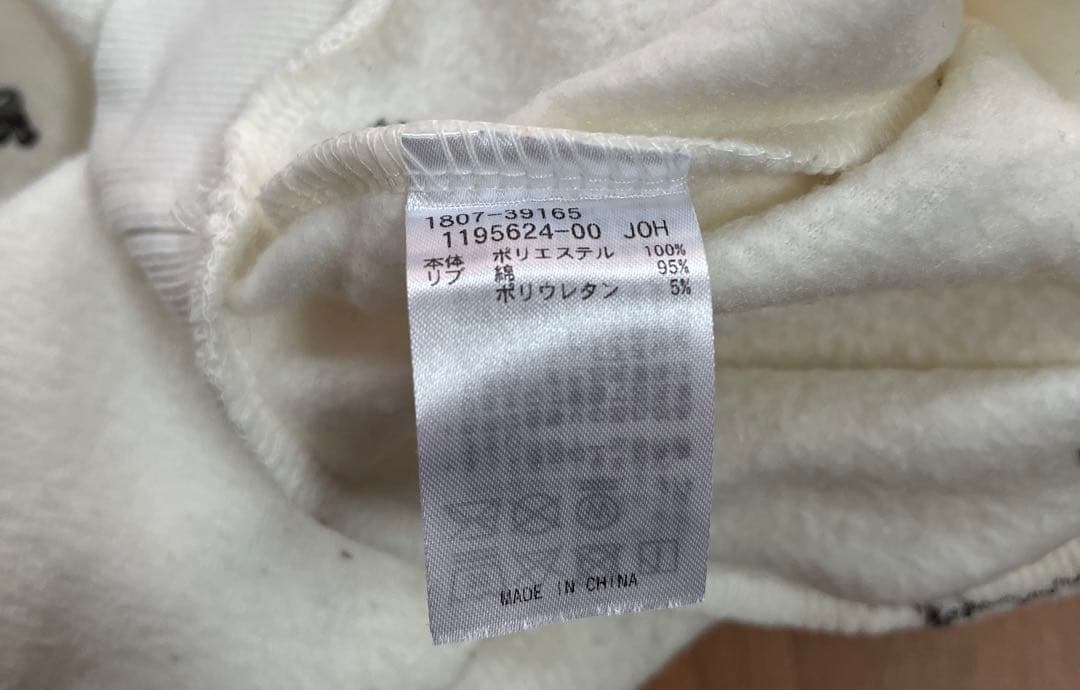 1807-39165
1195624-00 JOH
本体 ポリエステル 100%
リブ 綿 95%
ポリウレタン 5%
MADE IN CHINA